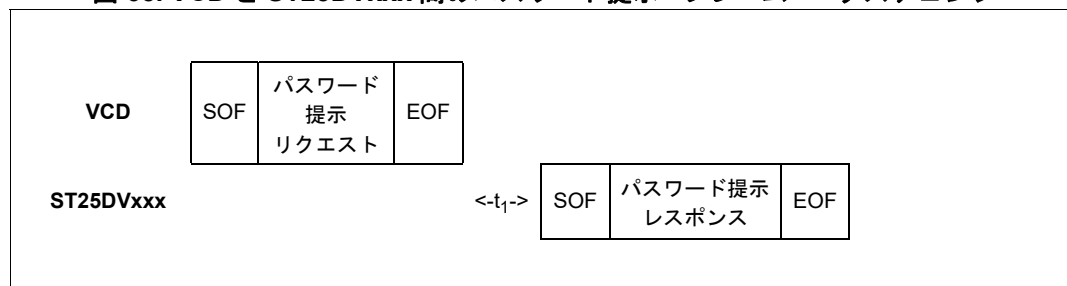 VCD
SOF
パスワード
提示
リクエスト
EOF
ST25DVxxx
<-t1->
SOF
パスワード提示
レスポンス
EOF